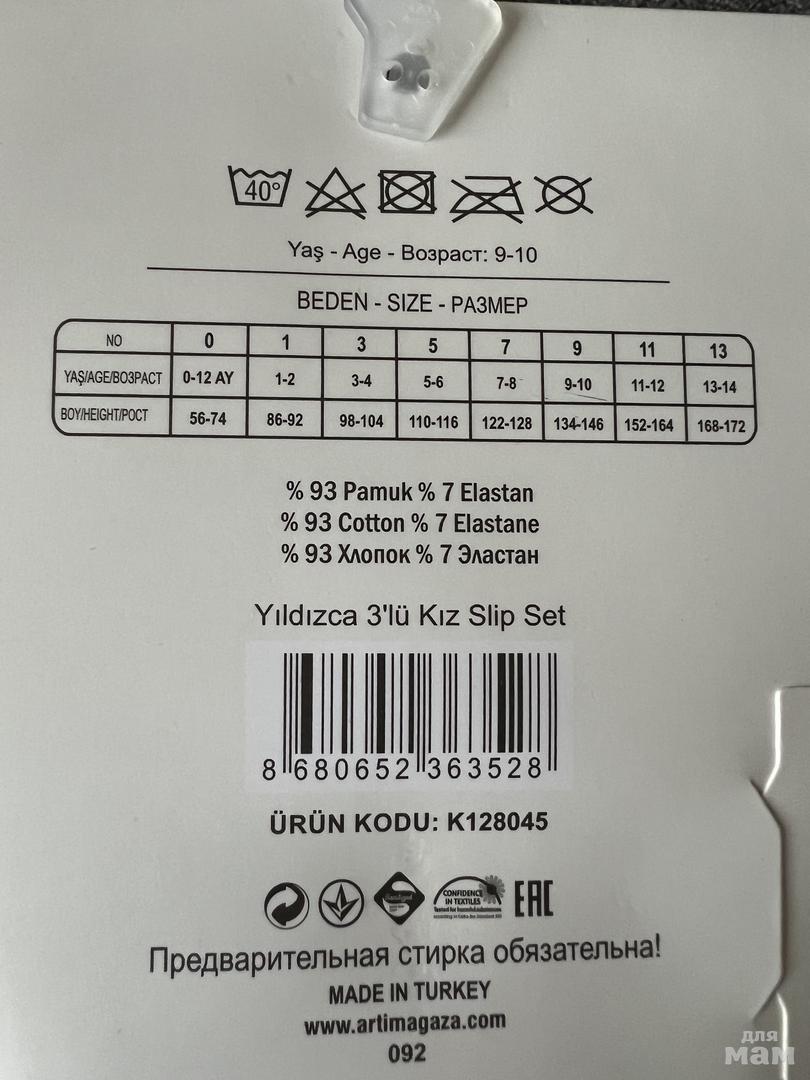 40°
Yaş - Age - Возраст: 9-10
BEDEN - SIZE - РАЗМЕР
NO 0 1 3 5 7 9 11 13
YAŞ/AGE/ВОЗРАСТ 0-12 AY 1-2 3-4 5-6 7-8 9-10 11-12 13-14
BOY/HEIGHT/РОСТ 56-74 86-92 98-104 110-116 122-128 134-146 152-164 168-172
% 93 Pamuk % 7 Elastan
% 93 Cotton % 7 Elastane
% 93 Хлопок % 7 Эластан
Yıldızca 3'lü Kız Slip Set
8 680652 363528
ÜRÜN KODU: K128045
CONFIDENCE
IN TEXTILES
Tested for harmful substances
EAC
Предварительная стирка обязательна!
MADE IN TURKEY
www.artimagaza.com
092
для
мам